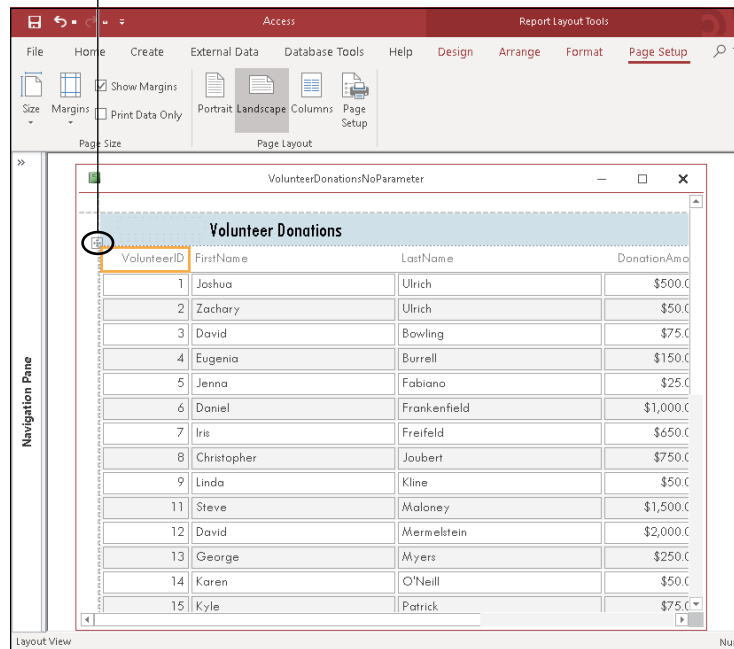 Access Report Layout Tools
File Home Create External Data Database Tools Help Design Arrange Format Page Setup
Show Margins
Print Data Only
Size Margins Portrait Landscape Columns Page Setup
Page Size Page Layout
VolunteerDonationsNoParameter
Volunteer Donations
VolunteerID FirstName LastName DonationAmo
1 Joshua Ulrich $500.0
2 Zachary Ulrich $50.0
3 David Bowling $75.0
4 Eugenia Burrell $150.0
5 Jenna Fabiano $25.0
6 Daniel Frankenfield $1,000.0
7 Iris Freifeld $650.0
8 Christopher Joubert $750.0
9 Linda Kline $50.0
11 Steve Maloney $1,500.0
12 David Mermelstein $2,000.0
13 George Myers $250.0
14 Karen O'Neill $50.0
15 Kyle Patrick $75.0
Navigation Pane
Layout View Nu